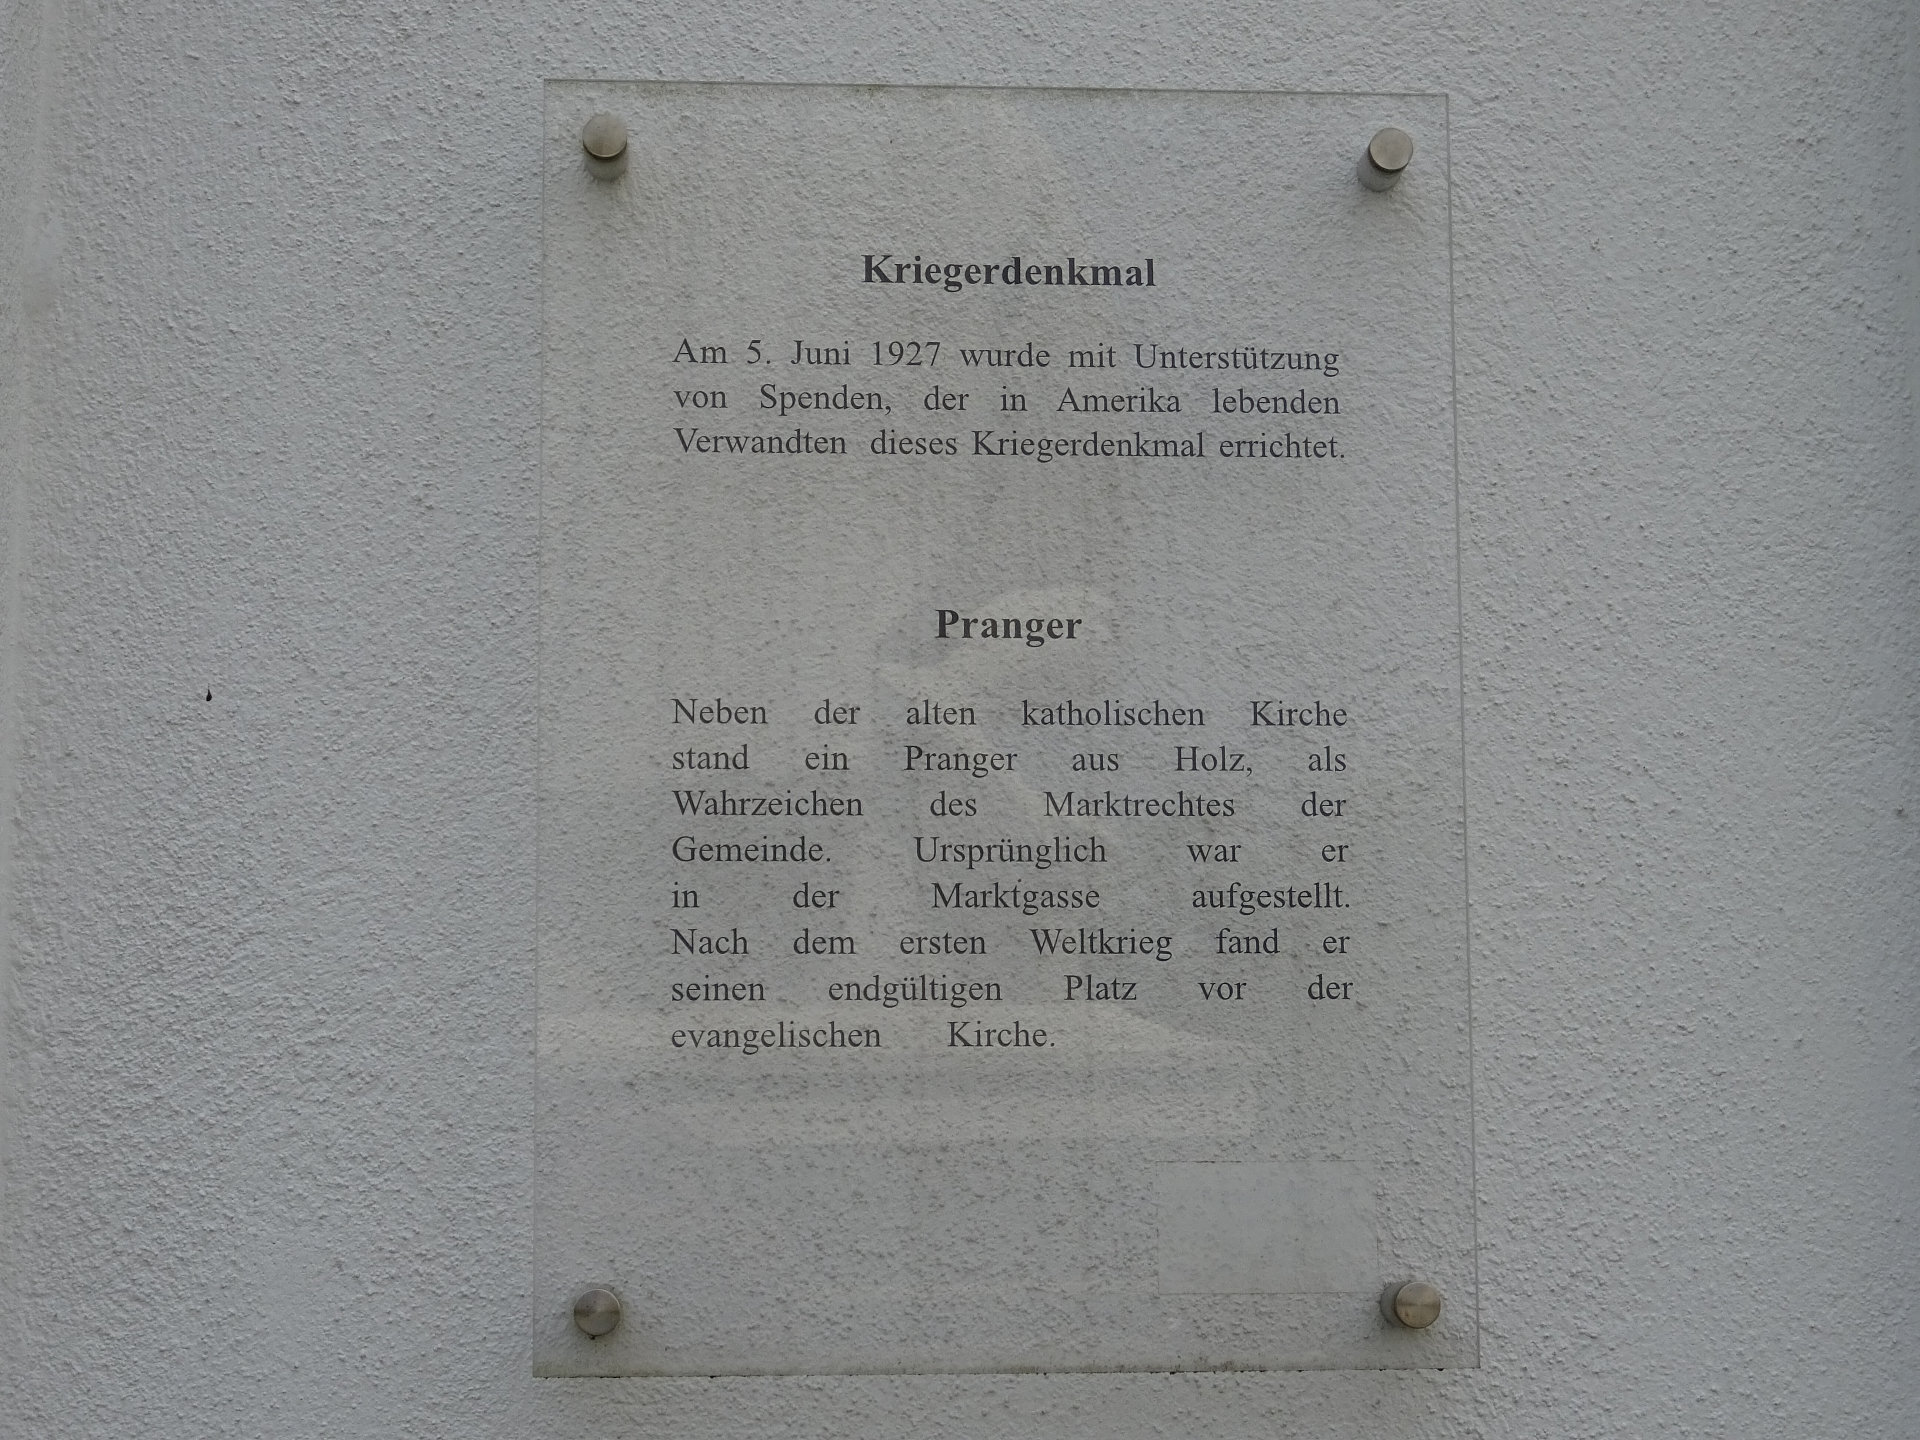 Kriegerdenkmal
Am 5. Juni 1927 wurde mit Unterstützung
von Spenden, der in Amerika lebenden
Verwandten dieses Kriegerdenkmal errichtet.
Pranger
Neben der alten katholischen Kirche
stand ein Pranger aus Holz, als
Wahrzeichen des Marktrechtes der
Gemeinde. Ursprünglich war er
in der Marktgasse aufgestellt.
Nach dem ersten Weltkrieg fand er
seinen endgültigen Platz vor der
evangelischen Kirche.